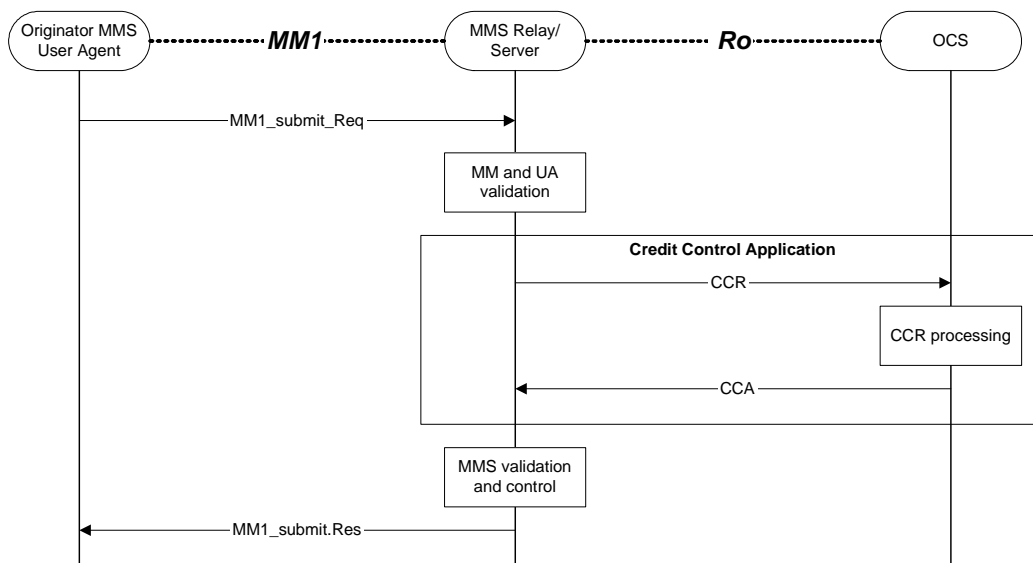 Originator MMS
User Agent
MM1
MMS Relay/
Server
Ro
OCS
MM1_submit_Req
MM and UA
validation
Credit Control Application
CCR
CCR processing
CCA
MMS validation
and control
MM1_submit.Res